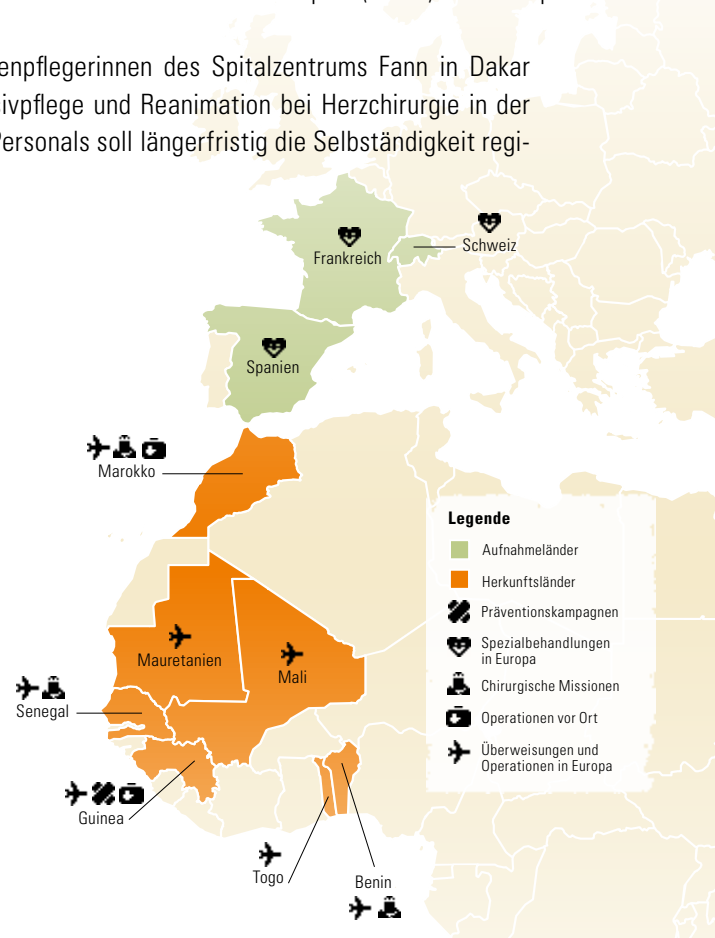 enpflegerinnen des Spitalzentrums Fann in Dakar
sivpflege und Reanimation bei Herzchirurgie in der
Personals soll längerfristig die Selbständigkeit regi-
Frankreich
Schweiz
Spanien
Marokko
Mauretanien
Mali
Senegal
Guinea
Togo
Benin
Legende
Aufnahmeländer
Herkunftsländer
Präventionskampagnen
Spezialbehandlungen
in Europa
Chirurgische Missionen
Operationen vor Ort
Überweisungen und
Operationen in Europa